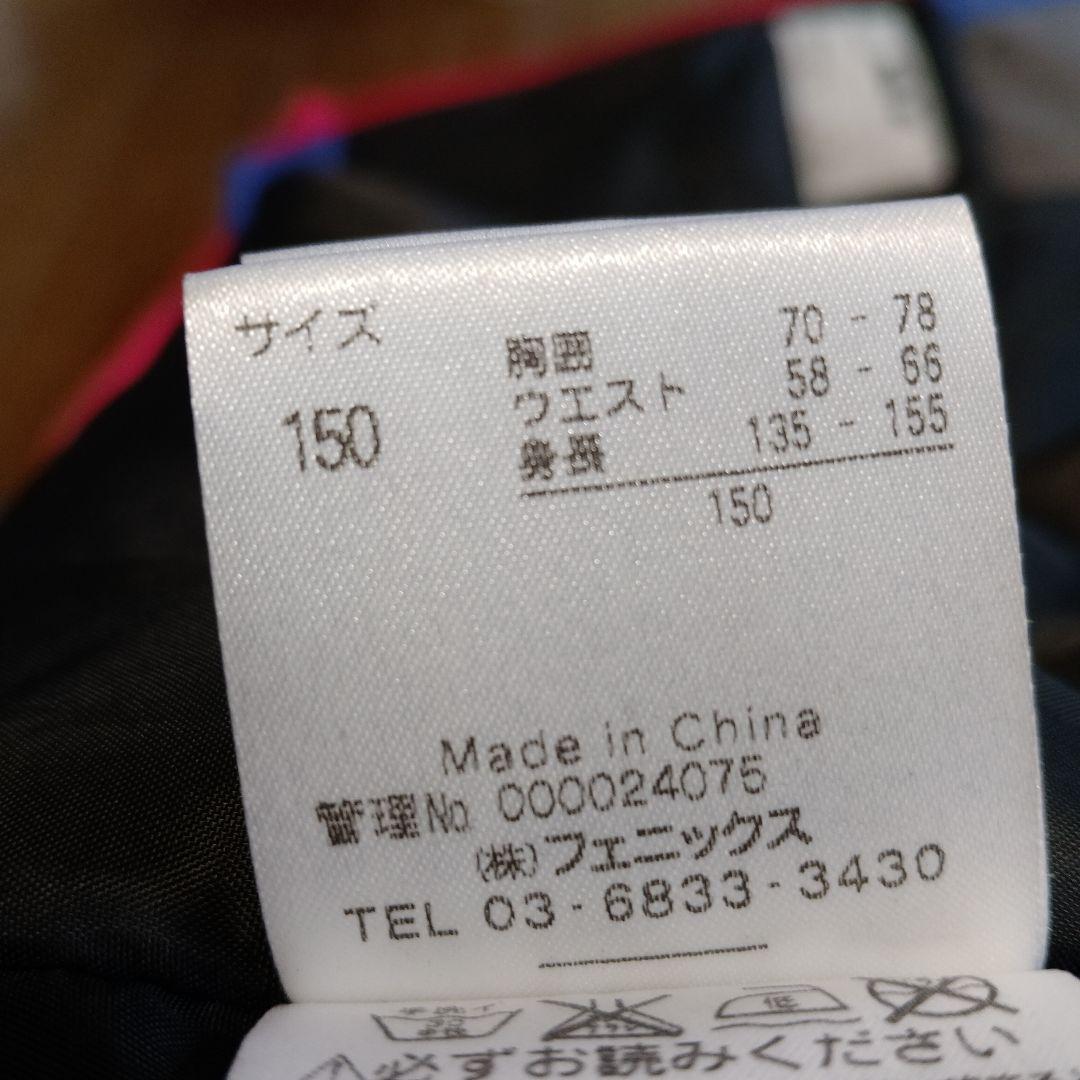 サイズ
150
胸囲 70 - 78
ウエスト 58 - 66
身長 135 - 155
150
Made in China
管理No 000024075
(株)フェニックス
TEL 03 - 6833 - 3430
低
必ずお読みください